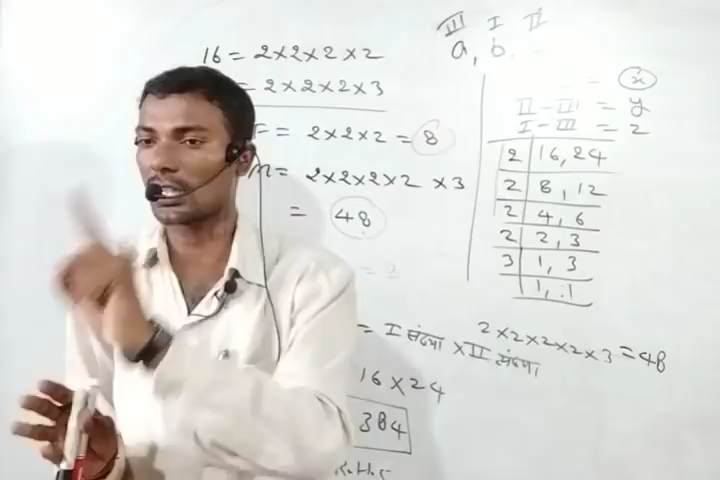 16 = 2×2×2×2
= 2×2×2×3
= 2×2×2 = 8
= 2×2×2×2 ×3
= 48
III I II
a, b,
= x
II-III = y
I-III = z
2 16, 24
2 8, 12
2 4, 6
2 2, 3
3 1, 3
1, 1
2×2×2×2×3 = 48
= I संख्या × II संख्या
16 × 24
384